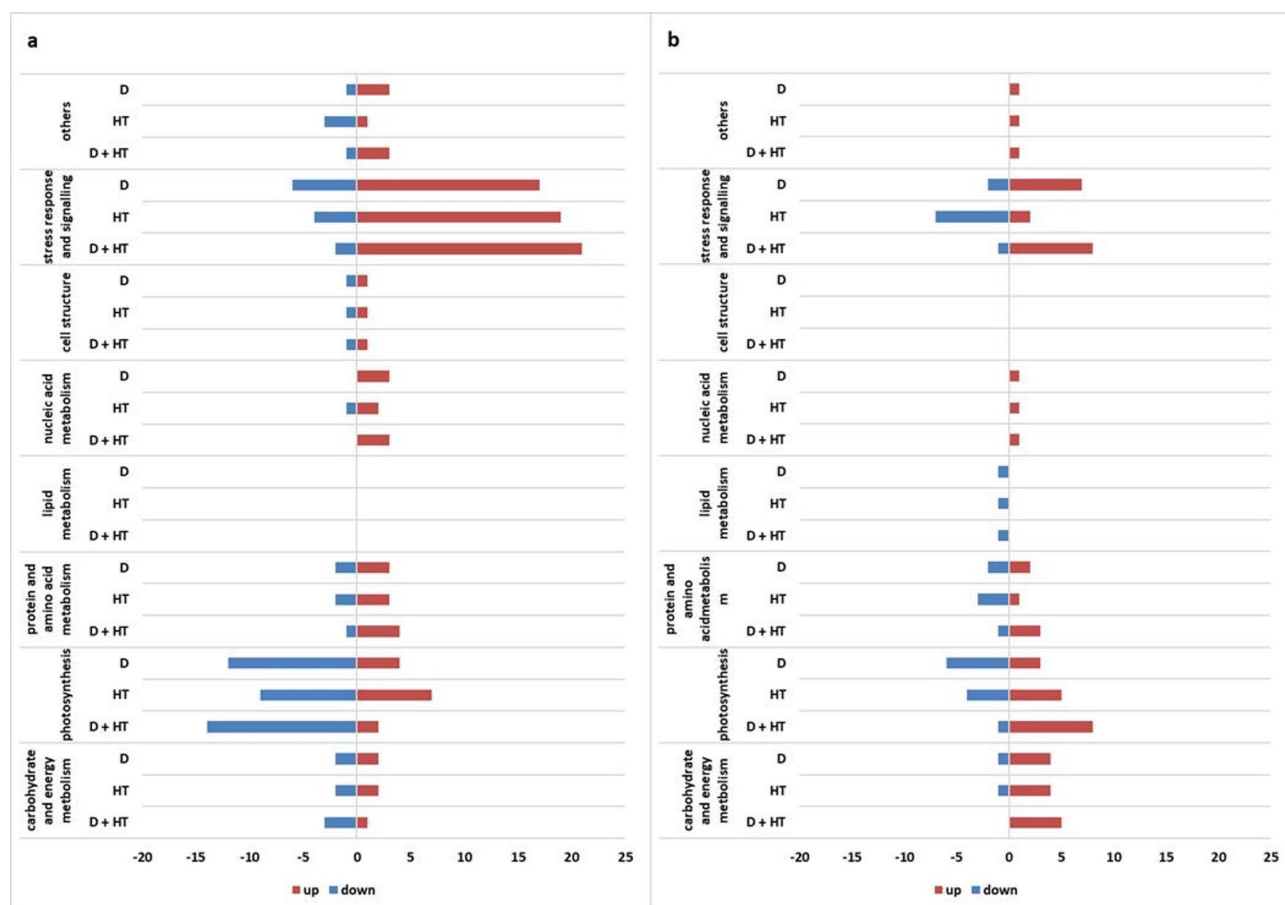 a
others
D
HT
D + HT
stress response
and signalling
D
HT
D + HT
cell structure
D
HT
D + HT
nucleic acid
metabolism
D
HT
D + HT
lipid
metabolism
D
HT
D + HT
protein and
amino acid
metabolism
D
HT
D + HT
photosynthesis
D
HT
D + HT
carbohydrate
and energy
metbolism
D
HT
D + HT
-20 -15 -10 -5 0 5 10 15 20 25
up down
b
others
D
HT
D + HT
stress response
and signalling
D
HT
D + HT
cell structure
D
HT
D + HT
nucleic acid
metabolism
D
HT
D + HT
lipid
metabolism
D
HT
D + HT
protein and
amino
acidmetabolis
m
D
HT
D + HT
photosynthesis
D
HT
D + HT
carbohydrate
and energy
metbolism
D
HT
D + HT
-20 -15 -10 -5 0 5 10 15 20 25
up down